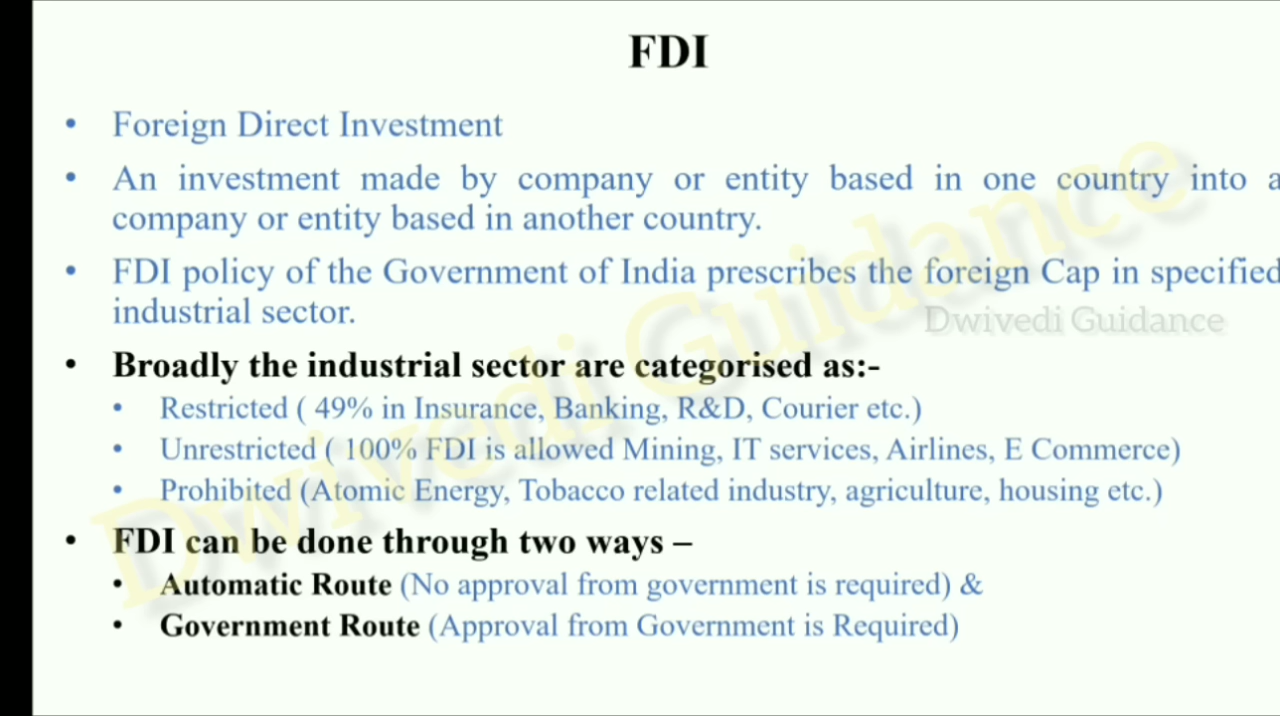 FDI
• Foreign Direct Investment
• An investment made by company or entity based in one country into a
company or entity based in another country.
• FDI policy of the Government of India prescribes the foreign Cap in specified
industrial sector.
Dwivedi Guidance
• Broadly the industrial sector are categorised as:-
• Restricted ( 49% in Insurance, Banking, R&D, Courier etc.)
• Unrestricted ( 100% FDI is allowed Mining, IT services, Airlines, E Commerce)
• Prohibited (Atomic Energy, Tobacco related industry, agriculture, housing etc.)
• FDI can be done through two ways –
• Automatic Route (No approval from government is required) &
• Government Route (Approval from Government is Required)
Dwivedi Guidance